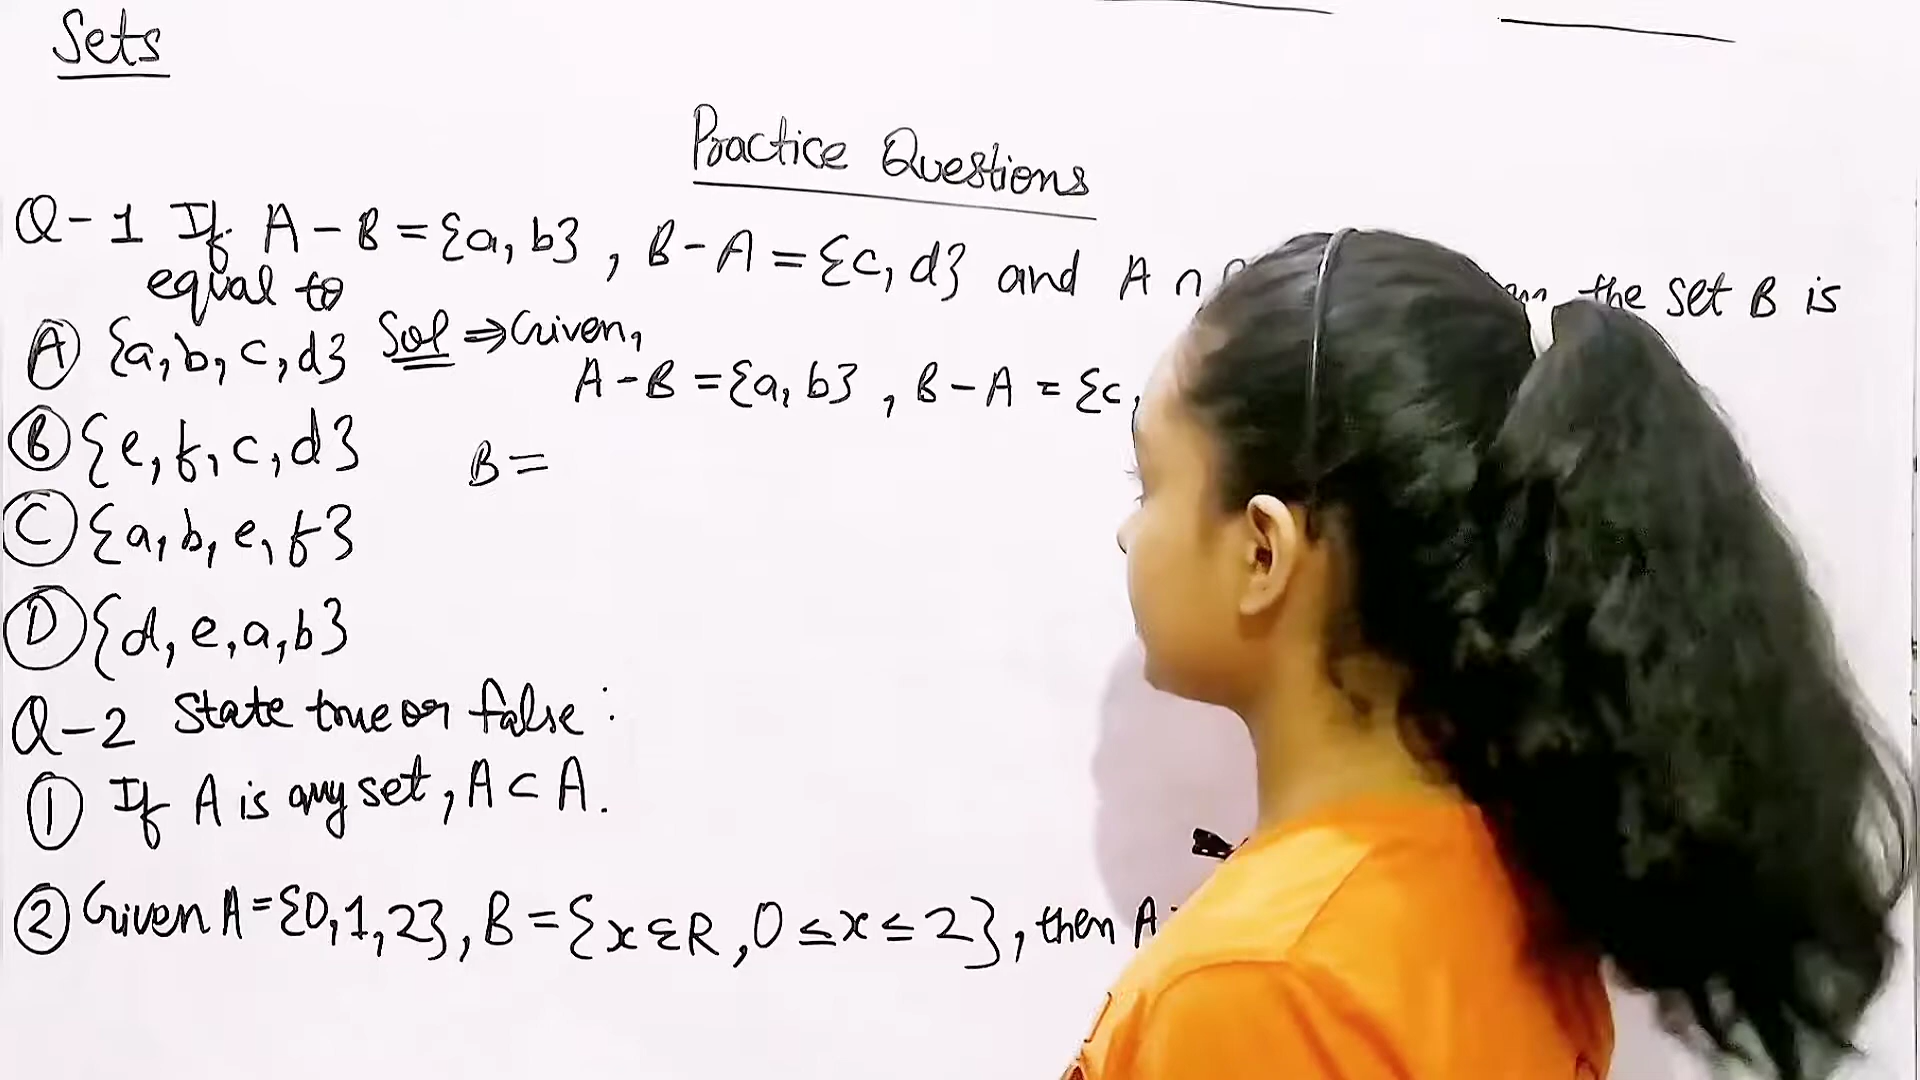 Sets
Practice Questions
Q-1 If A - B = {a, b} , B - A = {c, d} and A ∩ the set B is
equal to
Ⓐ {a, b, c, d} Sol ⇒ Given,
A - B = {a, b} , B - A = {c,
Ⓑ {e, f, c, d}
B =
Ⓒ {a, b, e, f}
Ⓓ {d, e, a, b}
Q-2 State true or false :
① If A is any set, A ⊂ A.
② Given A = {0, 1, 2}, B = {x ∈ R, 0 ≤ x ≤ 2}, then A